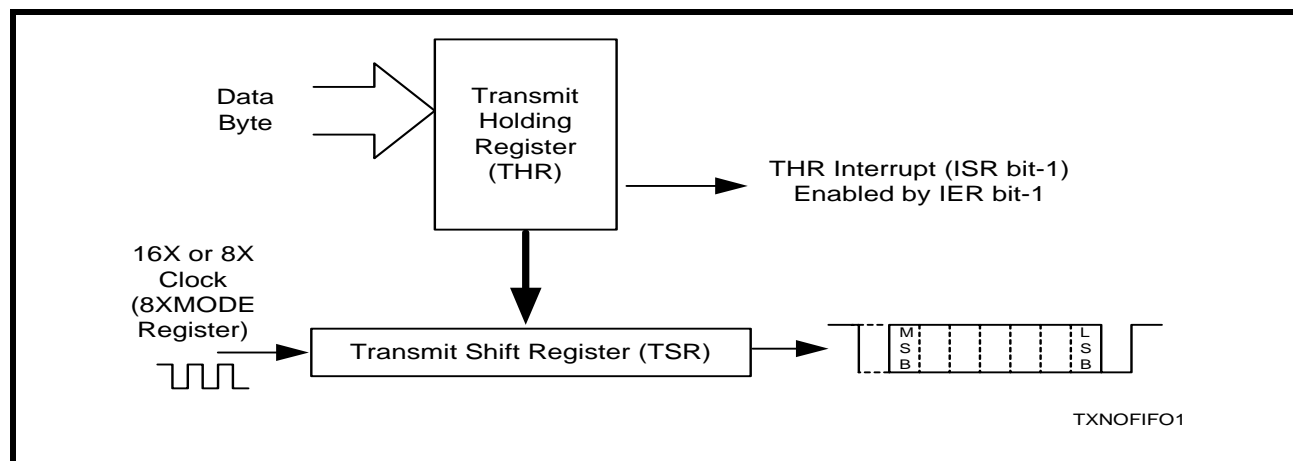 Data
Byte
Transmit
Holding
Register
(THR)
THR Interrupt (ISR bit-1)
Enabled by IER bit-1
16X or 8X
Clock
(8XMODE
Register)
Transmit Shift Register (TSR)
M
S
B
L
S
B
TXNOFIFO1